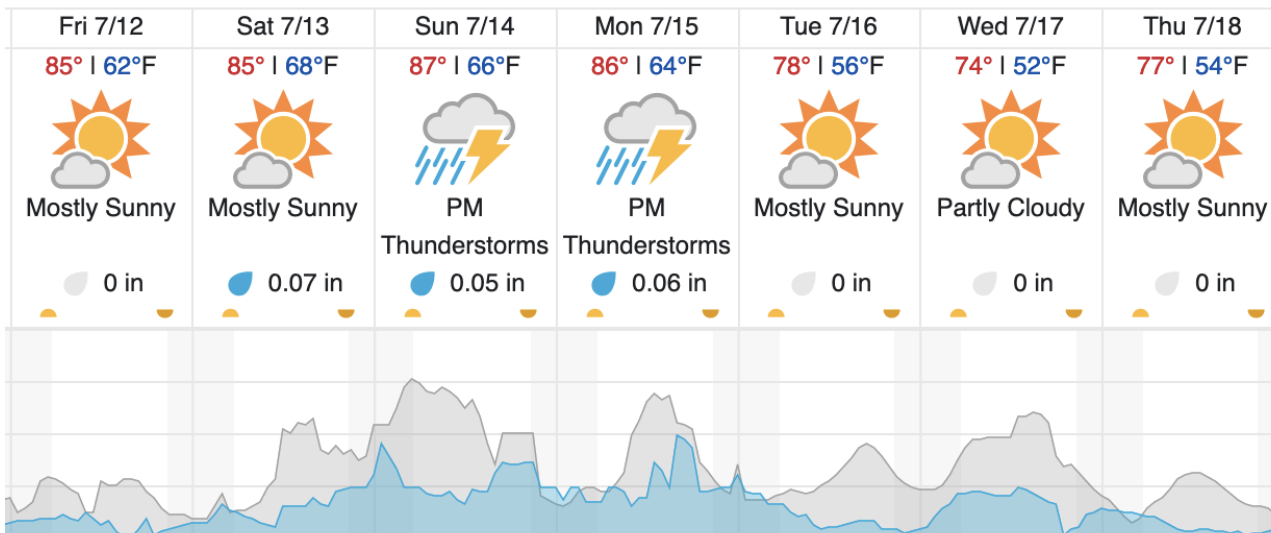 Fri 7/12 Sat 7/13 Sun 7/14 Mon 7/15 Tue 7/16 Wed 7/17 Thu 7/18
85° | 62°F 85° | 68°F 87° | 66°F 86° | 64°F 78° | 56°F 74° | 52°F 77° | 54°F
Mostly Sunny Mostly Sunny PM PM Mostly Sunny Partly Cloudy Mostly Sunny
Thunderstorms Thunderstorms
0 in 0.07 in 0.05 in 0.06 in 0 in 0 in 0 in